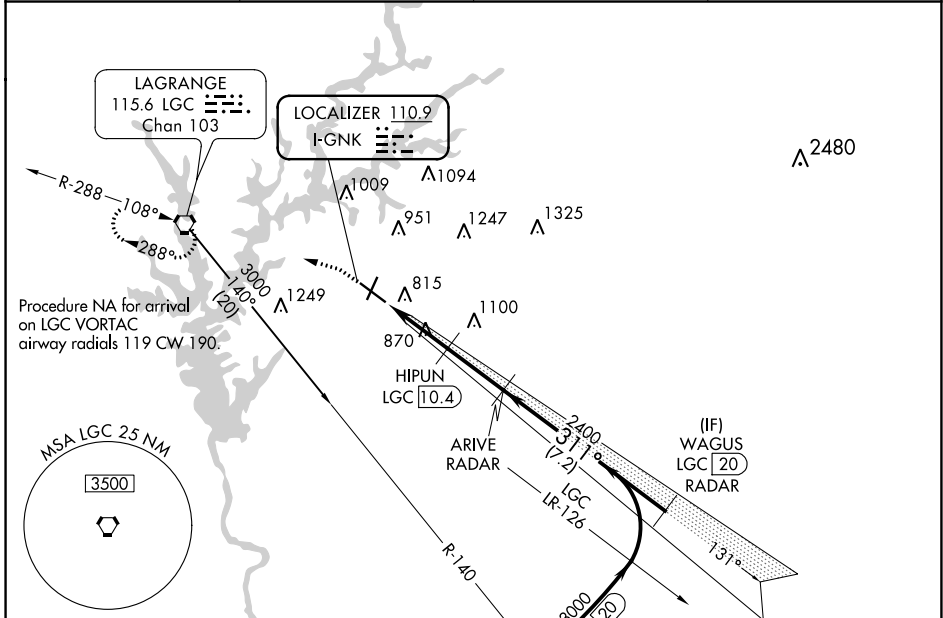 LAGRANGE
115.6 LGC
Chan 103
LOCALIZER 110.9
I-GNK
2480
1094
1009
951
1247
1325
R-288
108°
288°
3000
140°
(20)
1249
815
1100
870
Procedure NA for arrival
on LGC VORTAC
airway radials 119 CW 190.
HIPUN
LGC 10.4
ARIVE
RADAR
2400
311°
(7.2)
(IF)
WAGUS
LGC 20
RADAR
LGC
LR-126
131°
MSA LGC 25 NM
3500
R-140
20